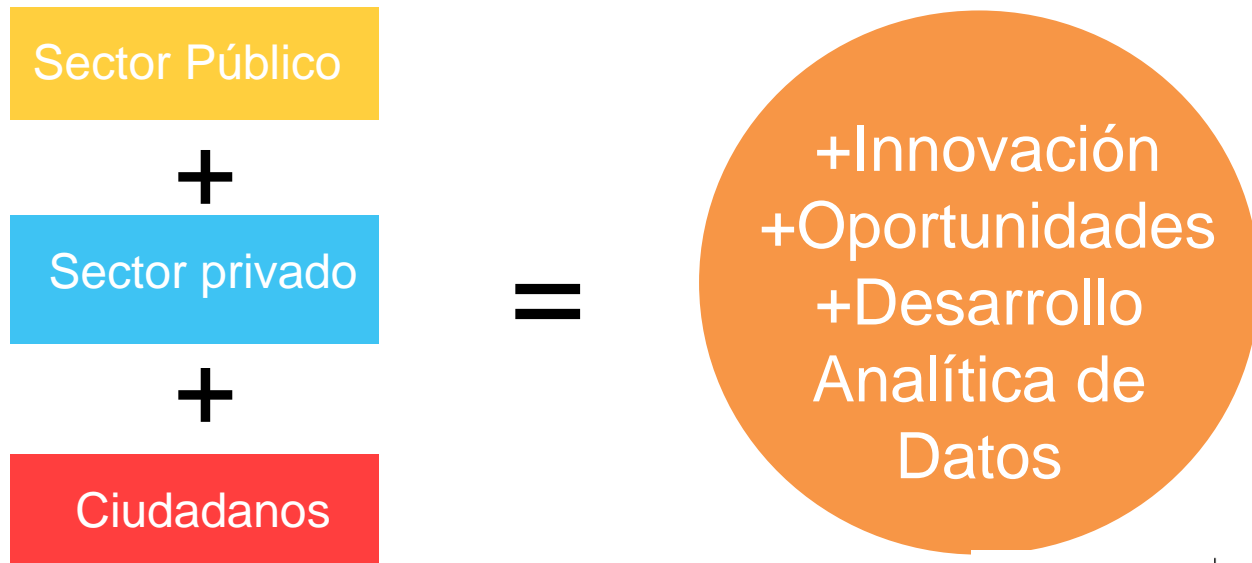 Sector Público
+
Sector privado
+
Ciudadanos
=
+Innovación
+Oportunidades
+Desarrollo
Analítica de
Datos